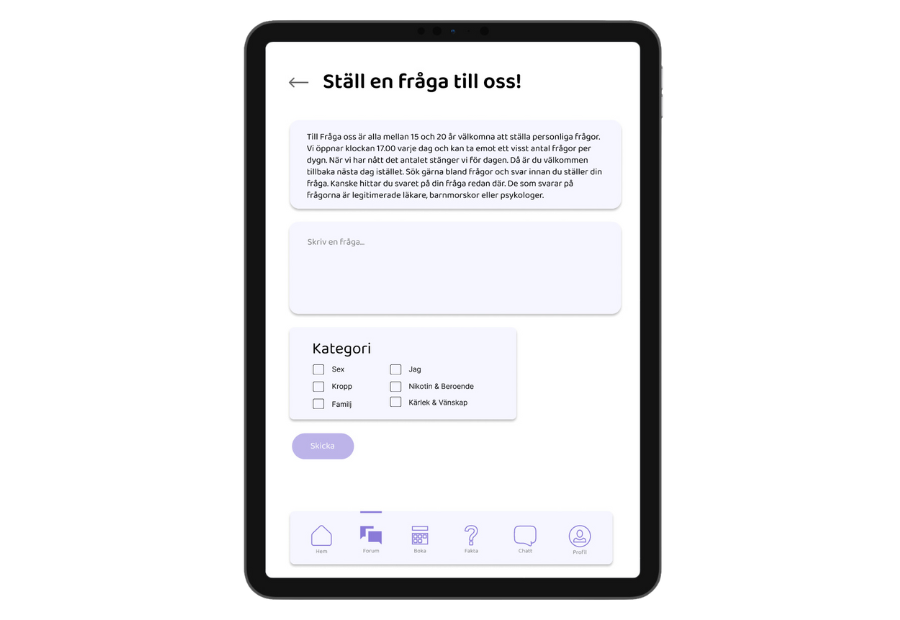 Ställ en fråga till oss!
Till Fråga oss är alla mellan 15 och 20 år välkomna att ställa personliga frågor.
Vi öppnar klockan 17.00 varje dag och kan ta emot ett visst antal frågor per
dygn. När vi har nått det antalet stänger vi för dagen. Då är du välkommen
tillbaka nästa dag istället. Sök gärna bland frågor och svar innan du ställer din
fråga. Kanske hittar du svaret på din fråga redan där. De som svarar på
frågorna är legitimerade läkare, barnmorskor eller psykologer.
Skriv en fråga...
Kategori
Sex
Jag
Kropp
Nikotin & Beroende
Familj
Kärlek & Vänskap
Skicka
Hem
Forum
Boka
Fakta
Chatt
Profil